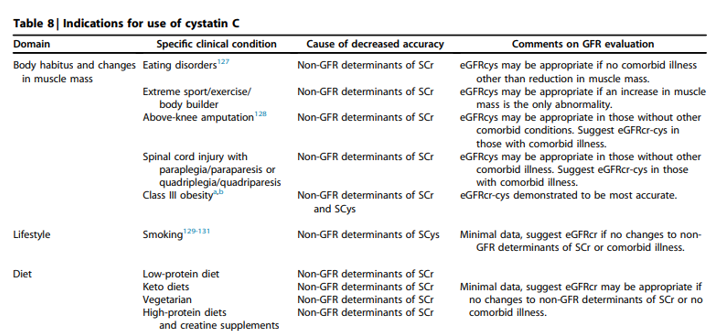 Table 8 | Indications for use of cystatin C
Domain Specific clinical condition Cause of decreased accuracy Comments on GFR evaluation
Body habitus and changes Eating disorders127 Non-GFR determinants of SCr eGFRcys may be appropriate if no comorbid illness
in muscle mass other than reduction in muscle mass.
Extreme sport/exercise/ Non-GFR determinants of SCr eGFRcys may be appropriate if an increase in muscle
body builder mass is the only abnormality.
Above-knee amputation128 Non-GFR determinants of SCr eGFRcys may be appropriate in those without other
comorbid conditions. Suggest eGFRcr-cys in
those with comorbid illness.
Spinal cord injury with Non-GFR determinants of SCr eGFRcys may be appropriate in those without other
paraplegia/paraparesis or comorbid illness. Suggest eGFRcr-cys in those
quadriplegia/quadriparesis with comorbid illness.
Class III obesitya,b Non-GFR determinants of SCr eGFRcr-cys demonstrated to be most accurate.
and SCys
Lifestyle Smoking129-131 Non-GFR determinants of SCys Minimal data, suggest eGFRcr if no changes to non-
GFR determinants of SCr or comorbid illness.
Diet Low-protein diet Non-GFR determinants of SCr
Keto diets Non-GFR determinants of SCr Minimal data, suggest eGFRcr may be appropriate if
Vegetarian Non-GFR determinants of SCr no changes to non-GFR determinants of SCr or no
High-protein diets Non-GFR determinants of SCr comorbid illness.
and creatine supplements